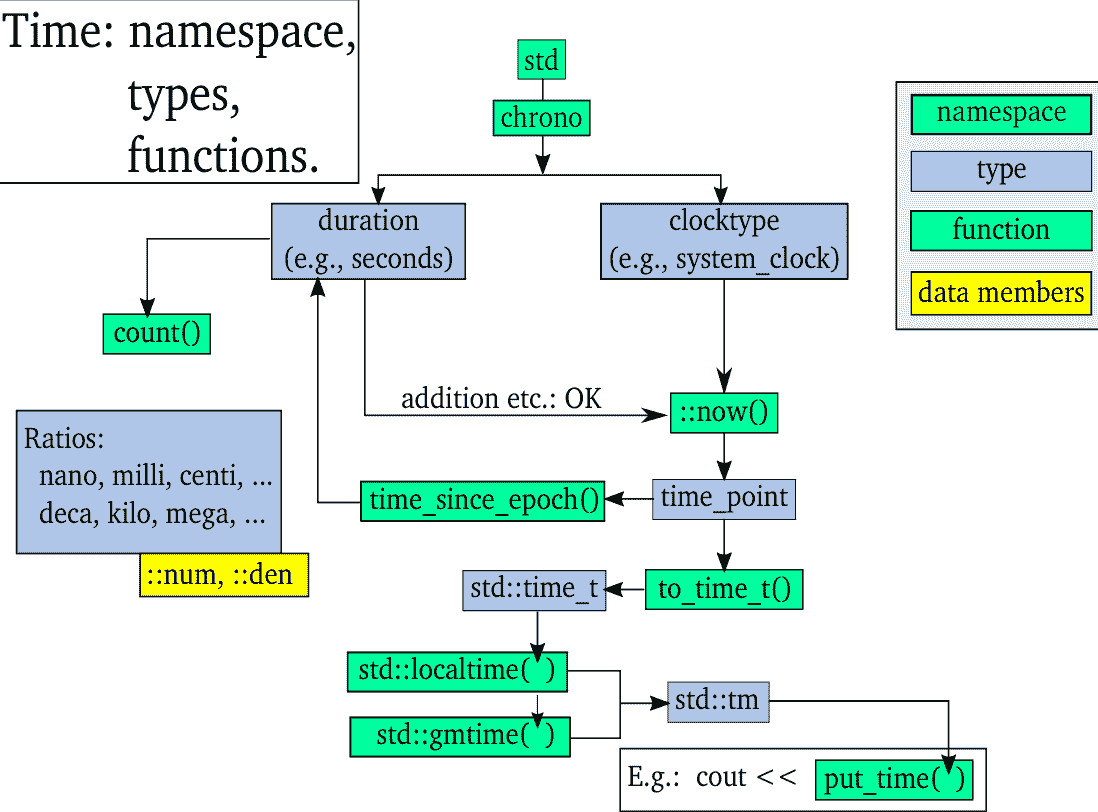 Time: namespace,
types,
functions.
std
chrono
namespace
type
function
data members
duration
(e.g., seconds)
clocktype
(e.g., system_clock)
count()
addition etc.: OK
::now()
Ratios:
nano, milli, centi, ...
deca, kilo, mega, ...
::num, ::den
time_since_epoch()
time_point
std::time_t
to_time_t()
std::localtime( )
std::gmtime( )
std::tm
E.g.: cout << put_time( )